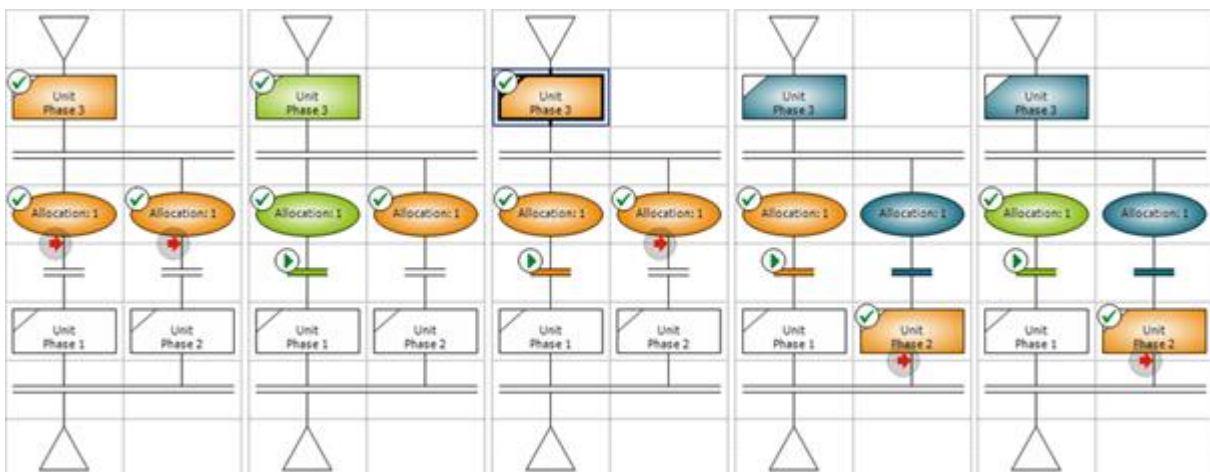 Unit
Phase 3
Unit
Phase 3
Unit
Phase 3
Unit
Phase 3
Unit
Phase 3
Allocation: 1
Allocation: 1
Allocation: 1
Allocation: 1
Allocation: 1
Allocation: 1
Allocation: 1
Allocation: 1
Allocation: 1
Allocation: 1
Unit
Phase 1
Unit
Phase 2
Unit
Phase 1
Unit
Phase 2
Unit
Phase 1
Unit
Phase 2
Unit
Phase 1
Unit
Phase 2
Unit
Phase 1
Unit
Phase 2